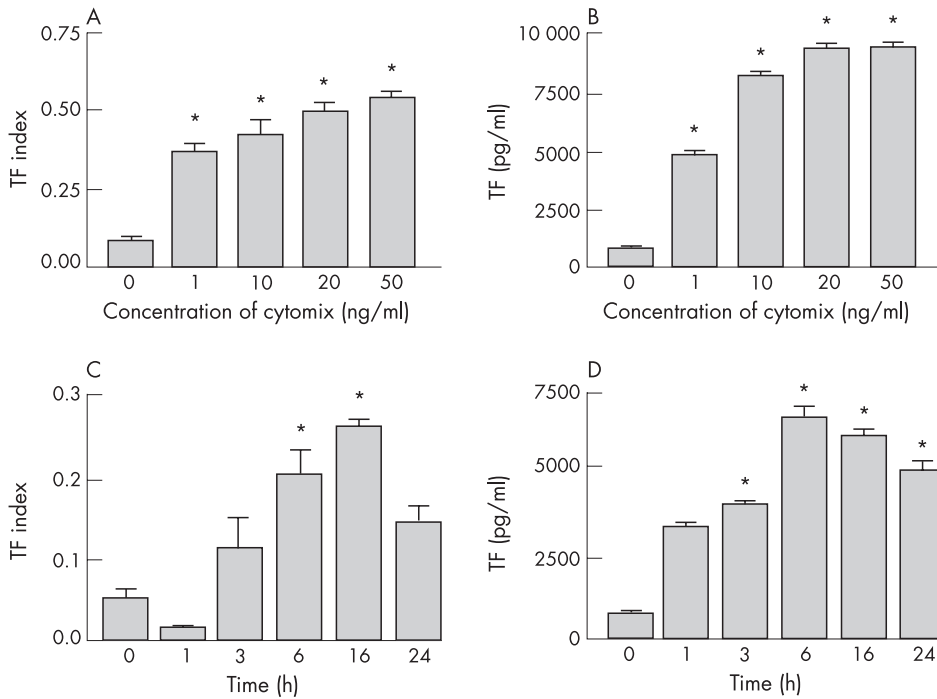 A
0.75
0.50
0.25
0.00
TF index
*
*
*
*
0 1 10 20 50
Concentration of cytomix (ng/ml)
B
10 000
7500
5000
2500
0
TF (pg/ml)
*
*
*
*
0 1 10 20 50
Concentration of cytomix (ng/ml)
C
0.3
0.2
0.1
0.0
TF index
*
*
0 1 3 6 16 24
Time (h)
D
7500
5000
2500
0
TF (pg/ml)
*
*
*
*
0 1 3 6 16 24
Time (h)